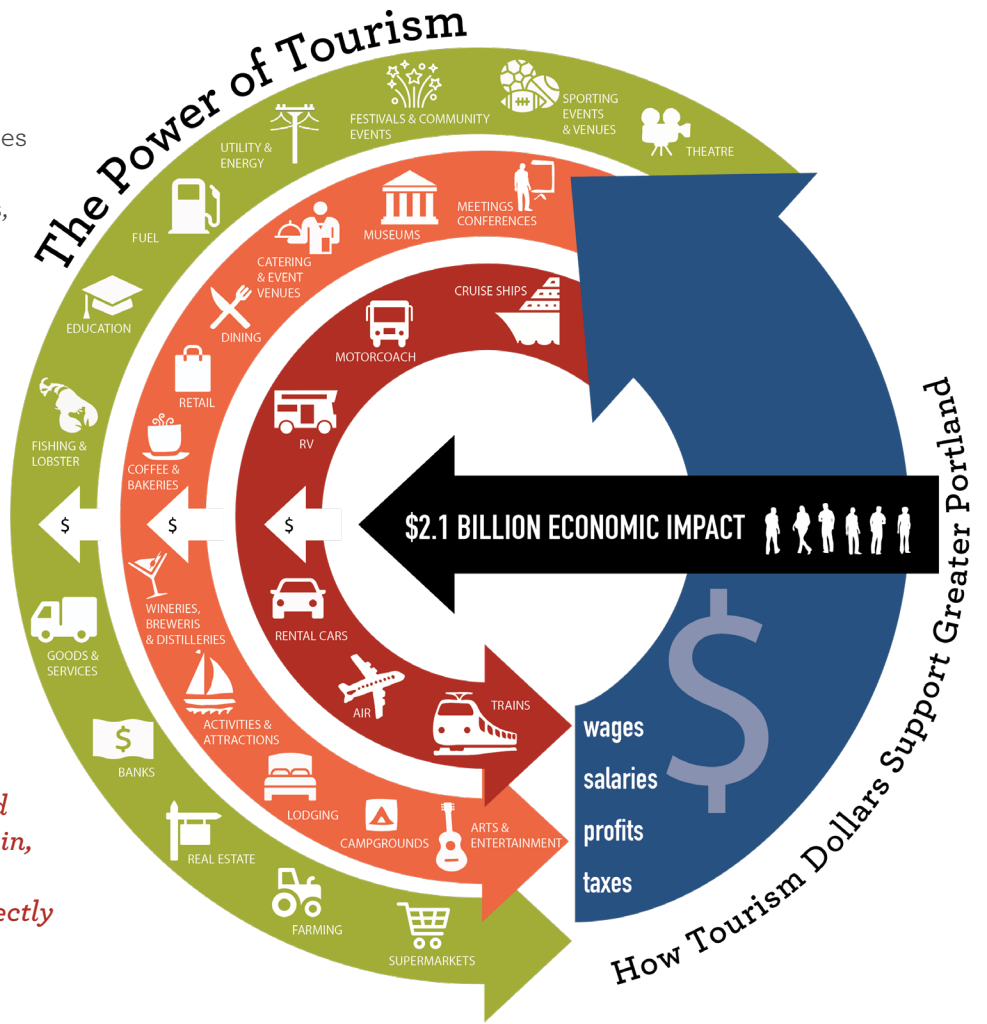 The Power of Tourism
es
s,
FESTIVALS & COMMUNITY
EVENTS
SPORTING
EVENTS
& VENUES
THEATRE
UTILITY &
ENERGY
FUEL
EDUCATION
FISHING &
LOBSTER
$
GOODS &
SERVICES
$
BANKS
REAL ESTATE
FARMING
SUPERMARKETS
MEETINGS
CONFERENCES
MUSEUMS
CATERING
& EVENT
VENUES
DINING
RETAIL
COFFEE &
BAKERIES
$
WINERIES,
BREWERIS
& DISTILLERIES
ACTIVITIES &
ATTRACTIONS
LODGING
CAMPGROUNDS
ARTS &
ENTERTAINMENT
CRUISE SHIPS
MOTORCOACH
RV
$
RENTAL CARS
AIR
TRAINS
$2.1 BILLION ECONOMIC IMPACT
$
wages
salaries
profits
taxes
How Tourism Dollars Support Greater Portland
d
in,
ectly